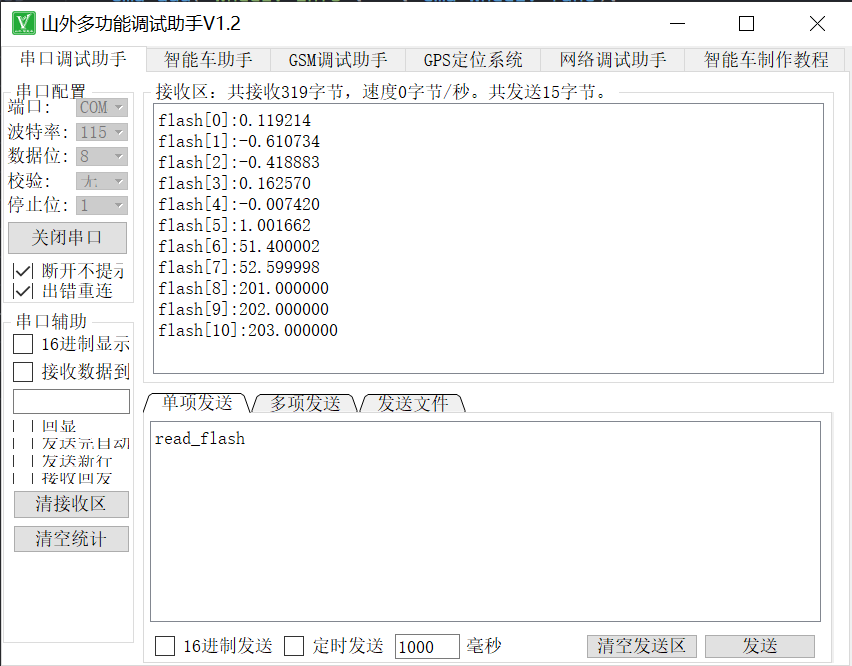 山外多功能调试助手V1.2
串口调试助手 智能车助手 GSM调试助手 GPS定位系统 网络调试助手 智能车制作教程
串口配置
端口: COM
波特率: 115
数据位: 8
校验: 无
停止位: 1
关闭串口
断开不提示
出错重连
串口辅助
16进制显示
接收数据到
回显
发送完自动
发送新行
接收回发
清接收区
清空统计
接收区：共接收319字节，速度0字节/秒。共发送15字节。
flash[0]:0.119214
flash[1]:-0.610734
flash[2]:-0.418883
flash[3]:0.162570
flash[4]:-0.007420
flash[5]:1.001662
flash[6]:51.400002
flash[7]:52.599998
flash[8]:201.000000
flash[9]:202.000000
flash[10]:203.000000
单项发送 多项发送 发送文件
read_flash
16进制发送 定时发送 1000 毫秒 清空发送区 发送